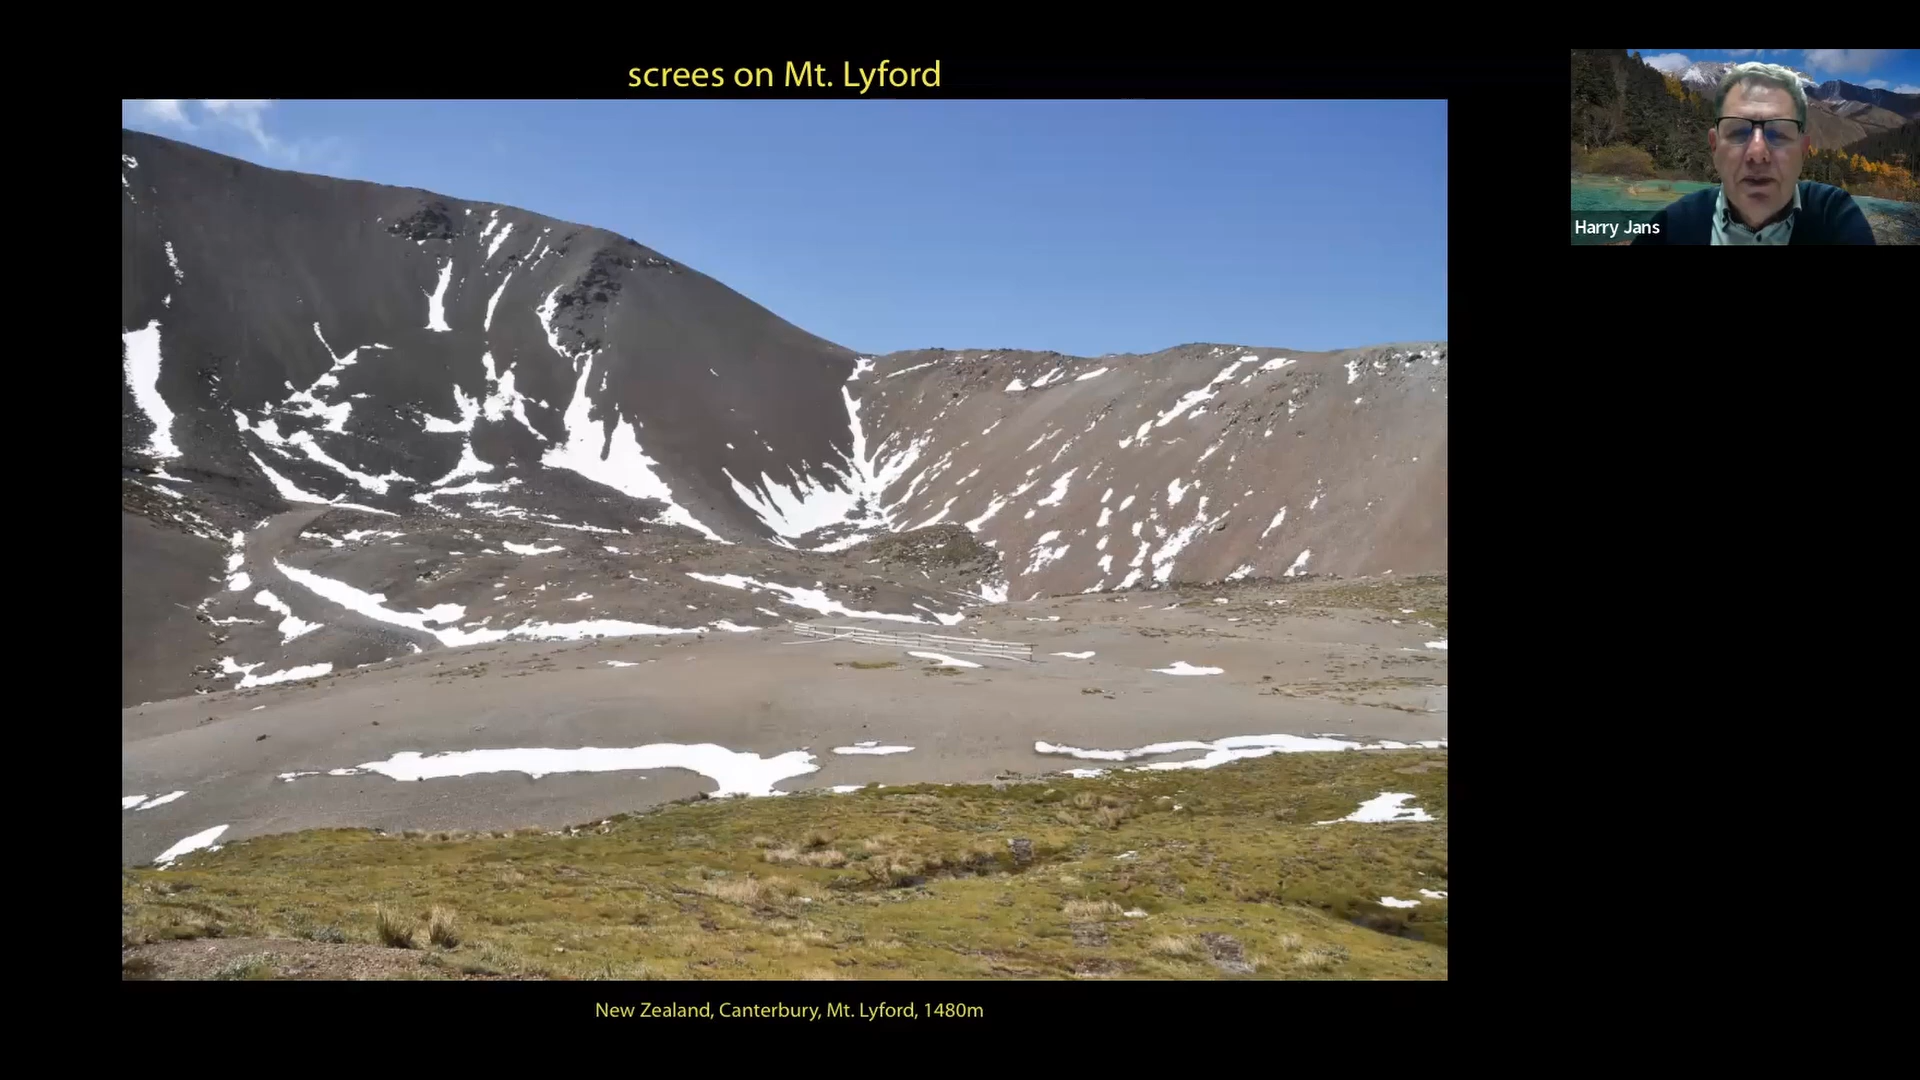 screes on Mt. Lyford
Harry Jans
New Zealand, Canterbury, Mt. Lyford, 1480m